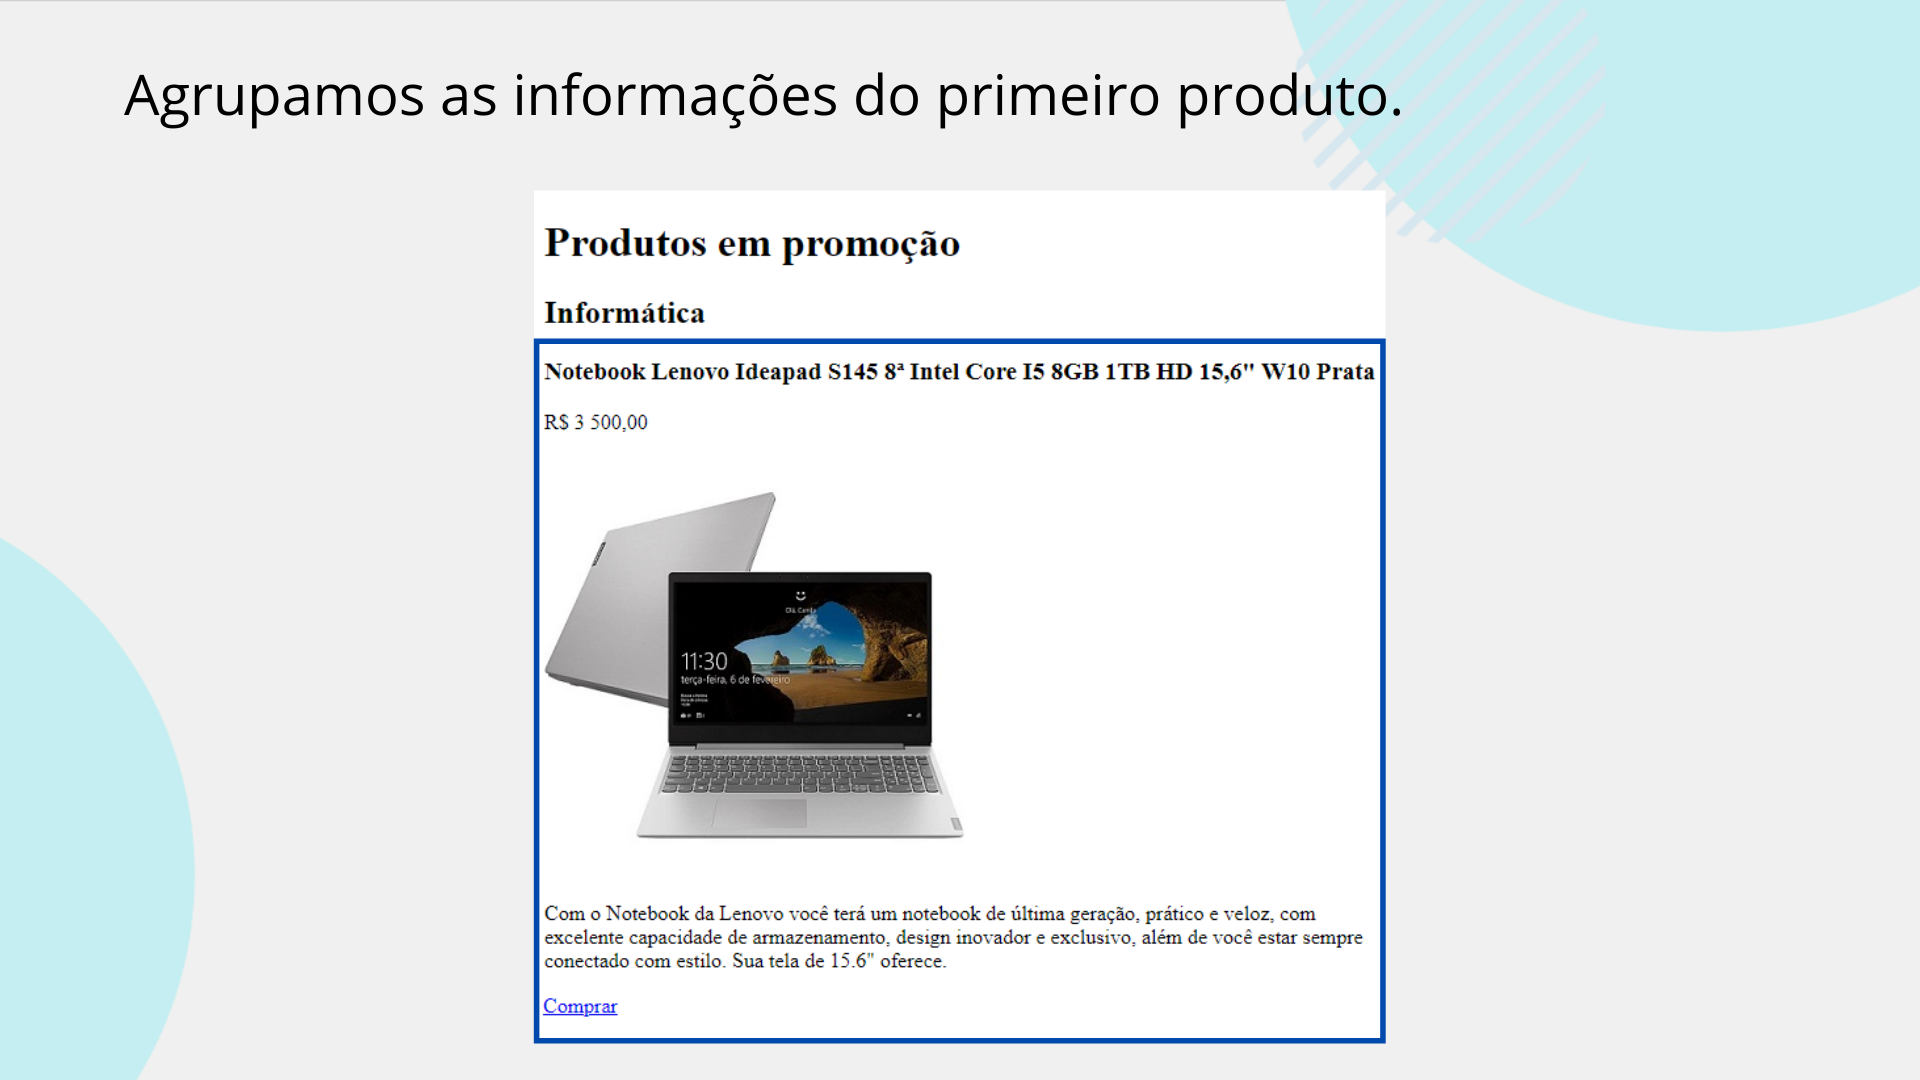 Agrupamos as informações do primeiro produto.
Produtos em promoção
Informática
Notebook Lenovo Ideapad S145 8ª Intel Core I5 8GB 1TB HD 15,6" W10 Prata
R$ 3 500,00
Olá, Camila
11:30
terça-feira, 6 de fevereiro
Com o Notebook da Lenovo você terá um notebook de última geração, prático e veloz, com
excelente capacidade de armazenamento, design inovador e exclusivo, além de você estar sempre
conectado com estilo. Sua tela de 15.6" oferece.
Comprar